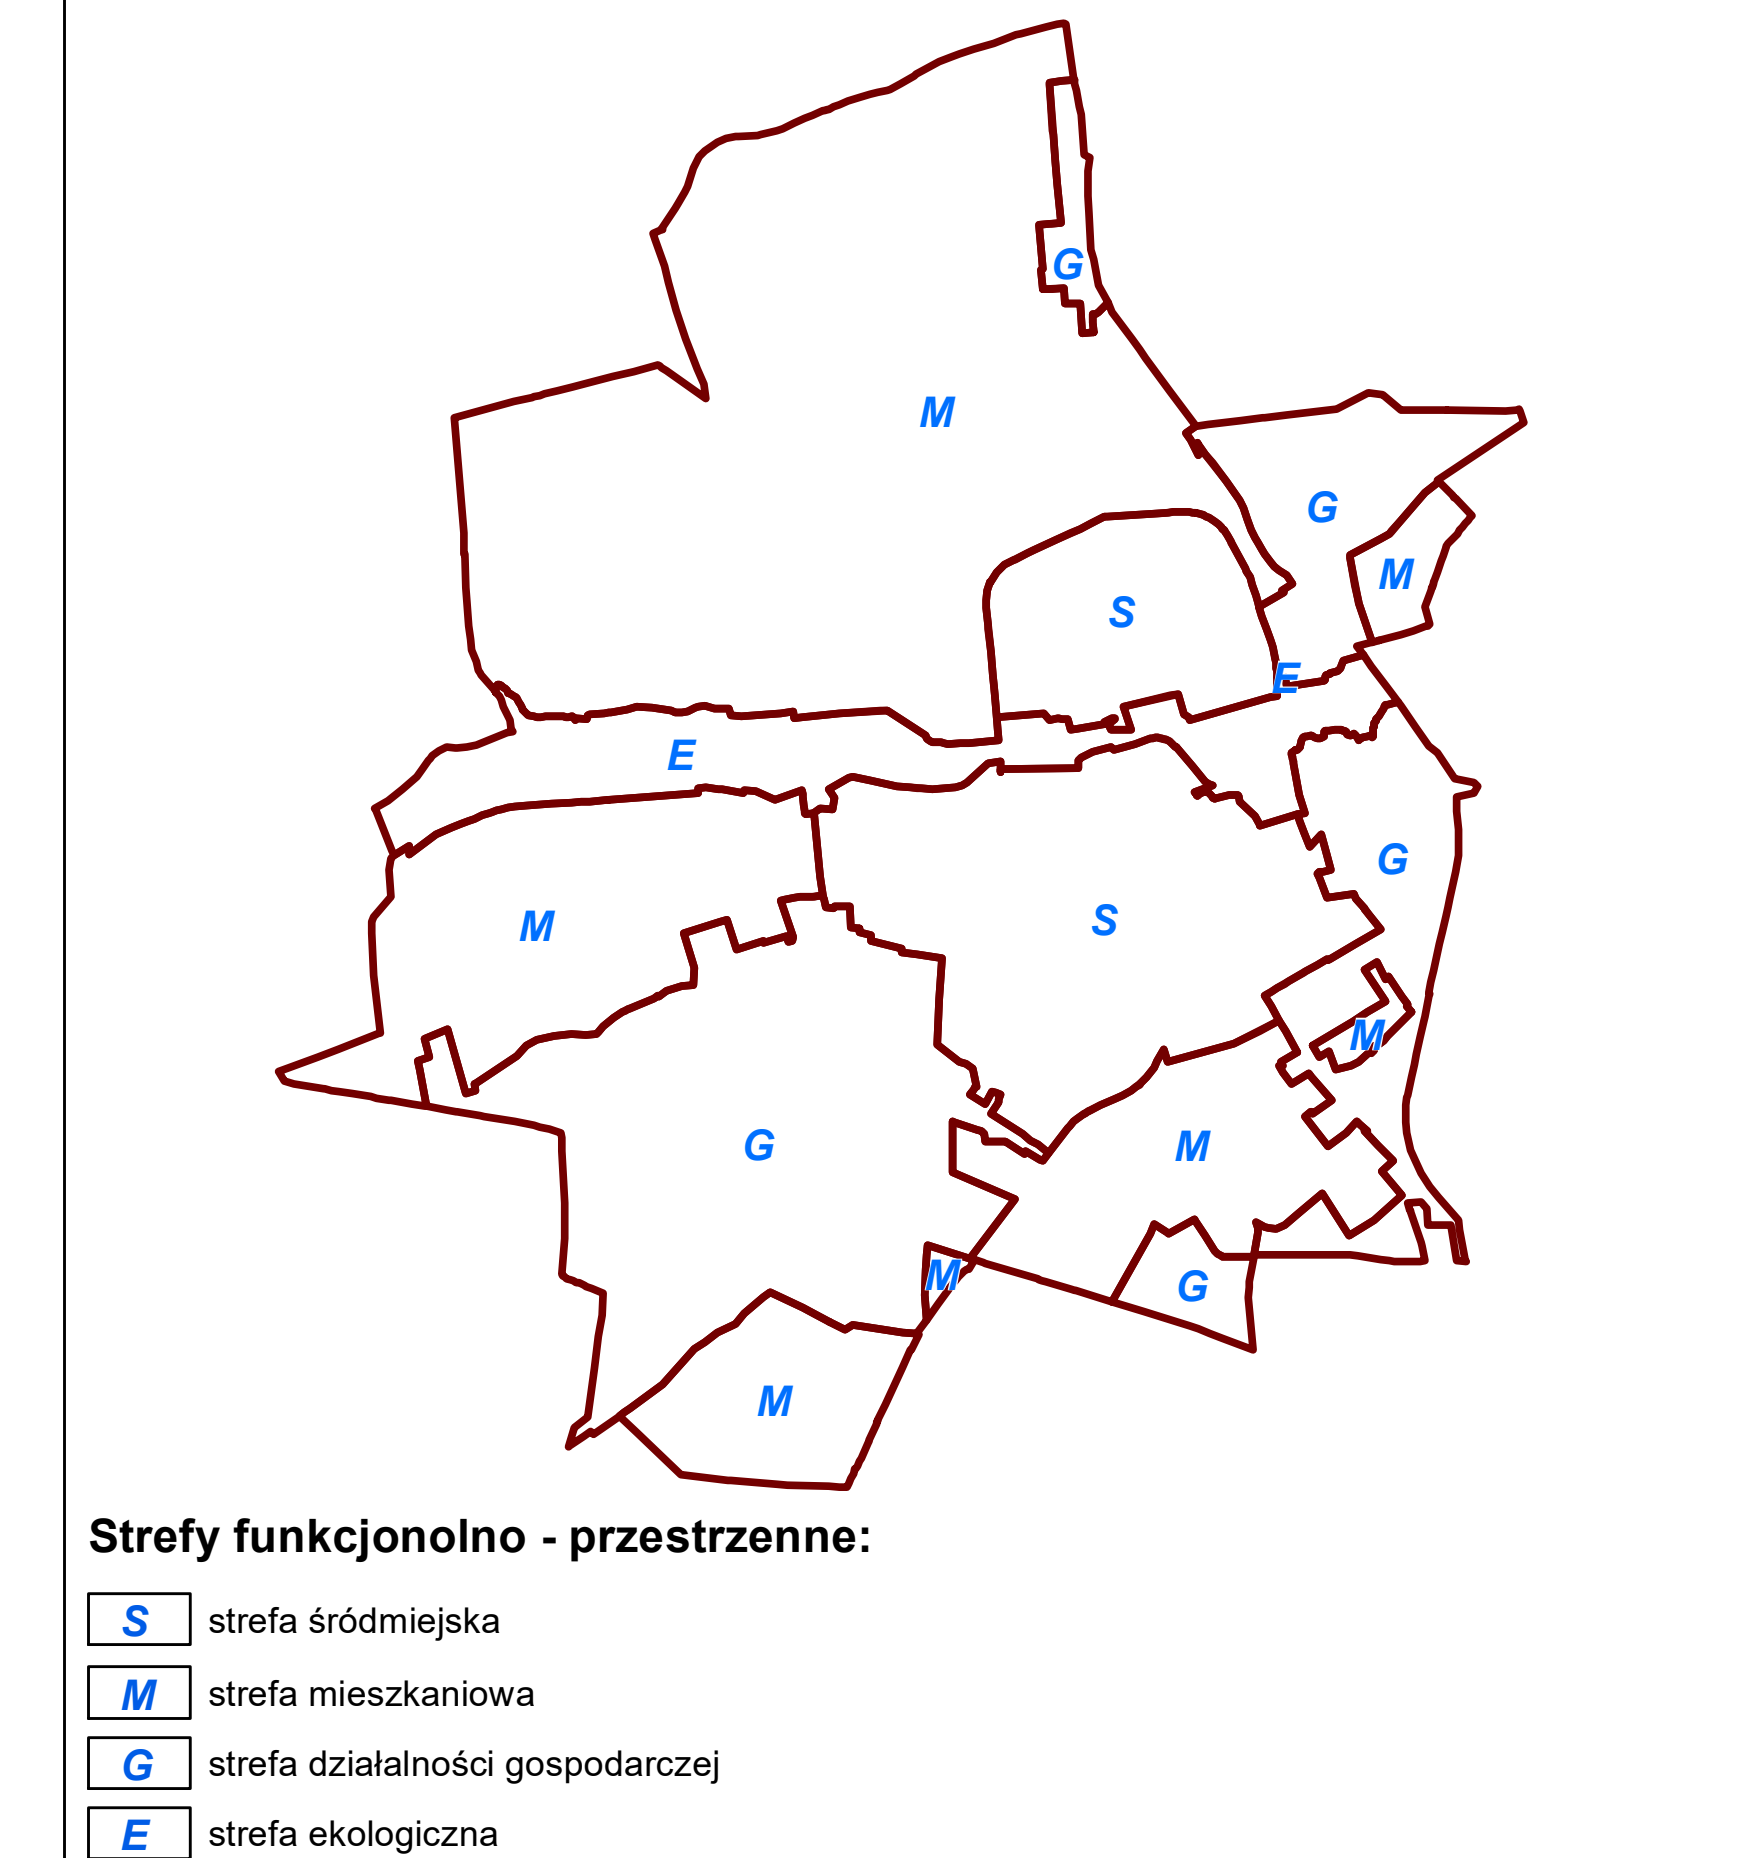 G
M
G
M
S
E
E
G
M
S
M
G
M
M
G
M
Strefy funkcjonolno - przestrzenne:
S strefa śródmiejska
M strefa mieszkaniowa
G strefa działalności gospodarczej
E strefa ekologiczna